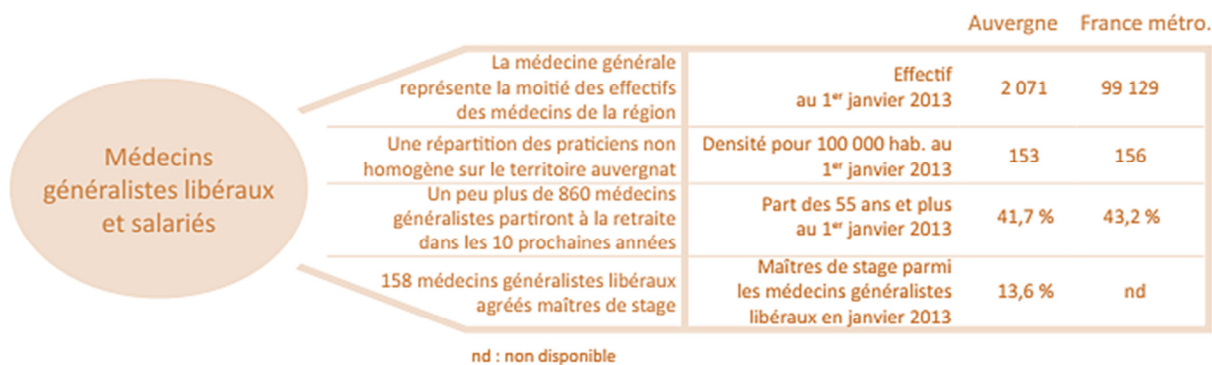 Auvergne France métro.
Médecins
généralistes libéraux
et salariés
La médecine générale
représente la moitié des effectifs
des médecins de la région
Effectif
au 1er janvier 2013
2 071 99 129
Une répartition des praticiens non
homogène sur le territoire auvergnat
Densité pour 100 000 hab. au
1er janvier 2013
153 156
Un peu plus de 860 médecins
généralistes partiront à la retraite
dans les 10 prochaines années
Part des 55 ans et plus
au 1er janvier 2013
41,7 % 43,2 %
158 médecins généralistes libéraux
agréés maîtres de stage
Maîtres de stage parmi
les médecins généralistes
libéraux en janvier 2013
13,6 % nd
nd : non disponible